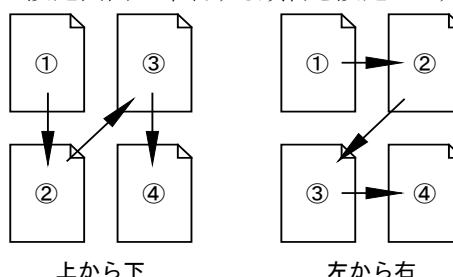 ① ③ ① ②
② ④ ③ ④
上から下 左から右